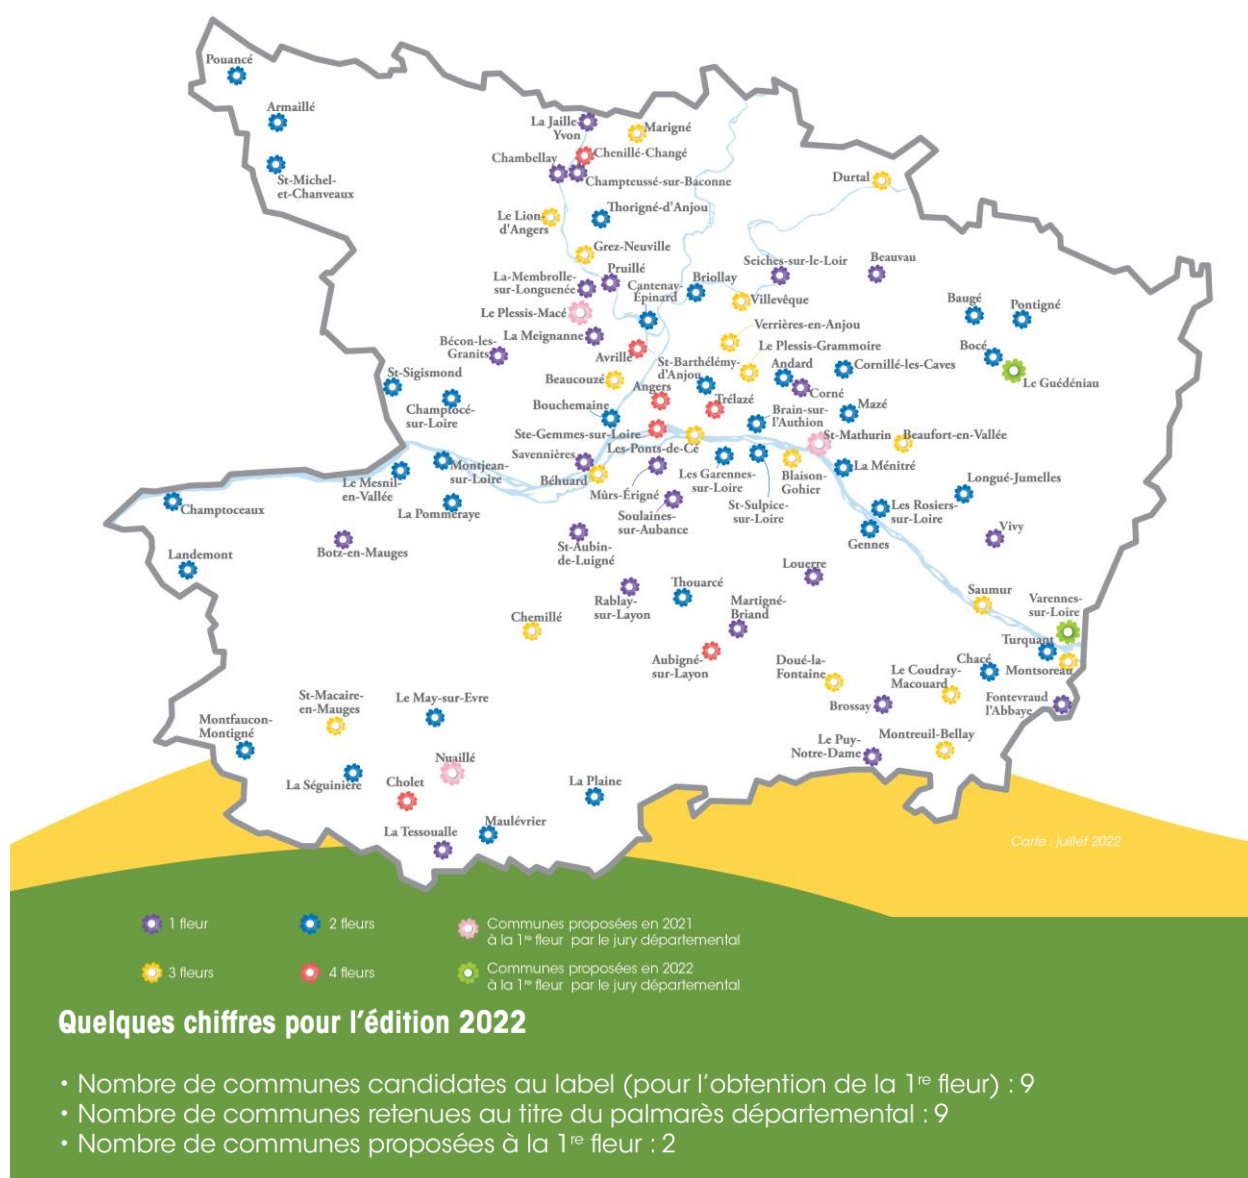 Pouancé
Armaillé
St-Michel-
et-Chanveaux
La Jaille-
Yvon
Marigné
Chenillé-Changé
Chambellay
Champteussé-sur-Baconne
Durtal
Le Lion-
d'Angers
Thorigné-d'Anjou
Grez-Neuville
Pruillé
La-Membrolle-
sur-Longuenée
Cantenay-
Épinard
Briollay
Seiches-sur-le-Loir
Beauvau
Villevêque
Le Plessis-Macé
Baugé
Pontigné
Verrières-en-Anjou
La Meignanne
Bécon-les-
Granits
Avrillé
Le Plessis-Grammoire
Bocé
St-Barthélémy-
d'Anjou
Andard
Cornillé-les-Caves
Le Guédéniau
St-Sigismond
Beaucouzé
Angers
Corné
Champtocé-
sur-Loire
Bouchemaine
Trélazé
Brain-sur-
l'Authion
Mazé
Ste-Gemmes-sur-Loire
St-Mathurin
Beaufort-en-Vallée
Les-Ponts-de-Cé
Savennières
Montjean-
sur-Loire
Le Mesnil-
en-Vallée
Béhuard
Mûrs-Érigné
Les Garennes-
sur-Loire
Blaison-
Gohier
La Ménitré
Longué-Jumelles
Champtoceaux
La Pommeraye
Soulaines-
sur-Aubance
St-Sulpice-
sur-Loire
Les Rosiers-
sur-Loire
Gennes
Vivy
Landemont
Botz-en-Mauges
St-Aubin-
de-Luigné
Louerre
Rablay-
sur-Layon
Thouarcé
Martigné-
Briand
Saumur
Varennes-
sur-Loire
Chemillé
Turquant
Aubigné-
sur-Layon
Doué-la-
Fontaine
Le Coudray-
Macouard
Chacé
Montsoreau
St-Macaire-
en-Mauges
Le May-sur-Evre
Brossay
Fontevraud
l'Abbaye
Montfaucon-
Montigné
Le Puy-
Notre-Dame
Montreuil-Bellay
Nuaillé
La Séguinière
Cholet
La Plaine
La Tessoualle
Maulévrier
Carte : juillet 2022
1 fleur
2 fleurs
Communes proposées en 2021
à la 1re fleur par le jury départemental
3 fleurs
4 fleurs
Communes proposées en 2022
à la 1re fleur par le jury départemental
Quelques chiffres pour l'édition 2022
• Nombre de communes candidates au label (pour l'obtention de la 1re fleur) : 9
• Nombre de communes retenues au titre du palmarès départemental : 9
• Nombre de communes proposées à la 1re fleur : 2